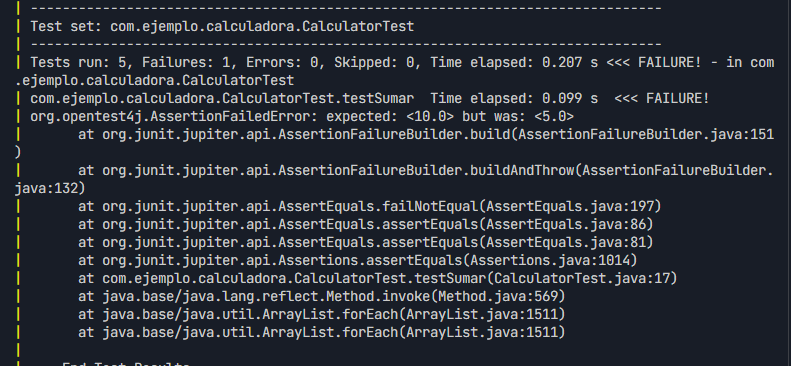 | --------------------------------------------------------------------------------
| Test set: com.ejemplo.calculadora.CalculatorTest
| --------------------------------------------------------------------------------
| Tests run: 5, Failures: 1, Errors: 0, Skipped: 0, Time elapsed: 0.207 s <<< FAILURE! - in com
.ejemplo.calculadora.CalculatorTest
| com.ejemplo.calculadora.CalculatorTest.testSumar  Time elapsed: 0.099 s  <<< FAILURE!
| org.opentest4j.AssertionFailedError: expected: <10.0> but was: <5.0>
|       at org.junit.jupiter.api.AssertionFailureBuilder.build(AssertionFailureBuilder.java:151
)
|       at org.junit.jupiter.api.AssertionFailureBuilder.buildAndThrow(AssertionFailureBuilder.
java:132)
|       at org.junit.jupiter.api.AssertEquals.failNotEqual(AssertEquals.java:197)
|       at org.junit.jupiter.api.AssertEquals.assertEquals(AssertEquals.java:86)
|       at org.junit.jupiter.api.AssertEquals.assertEquals(AssertEquals.java:81)
|       at org.junit.jupiter.api.Assertions.assertEquals(Assertions.java:1014)
|       at com.ejemplo.calculadora.CalculatorTest.testSumar(CalculatorTest.java:17)
|       at java.base/java.lang.reflect.Method.invoke(Method.java:569)
|       at java.base/java.util.ArrayList.forEach(ArrayList.java:1511)
|       at java.base/java.util.ArrayList.forEach(ArrayList.java:1511)
|
End Test Results